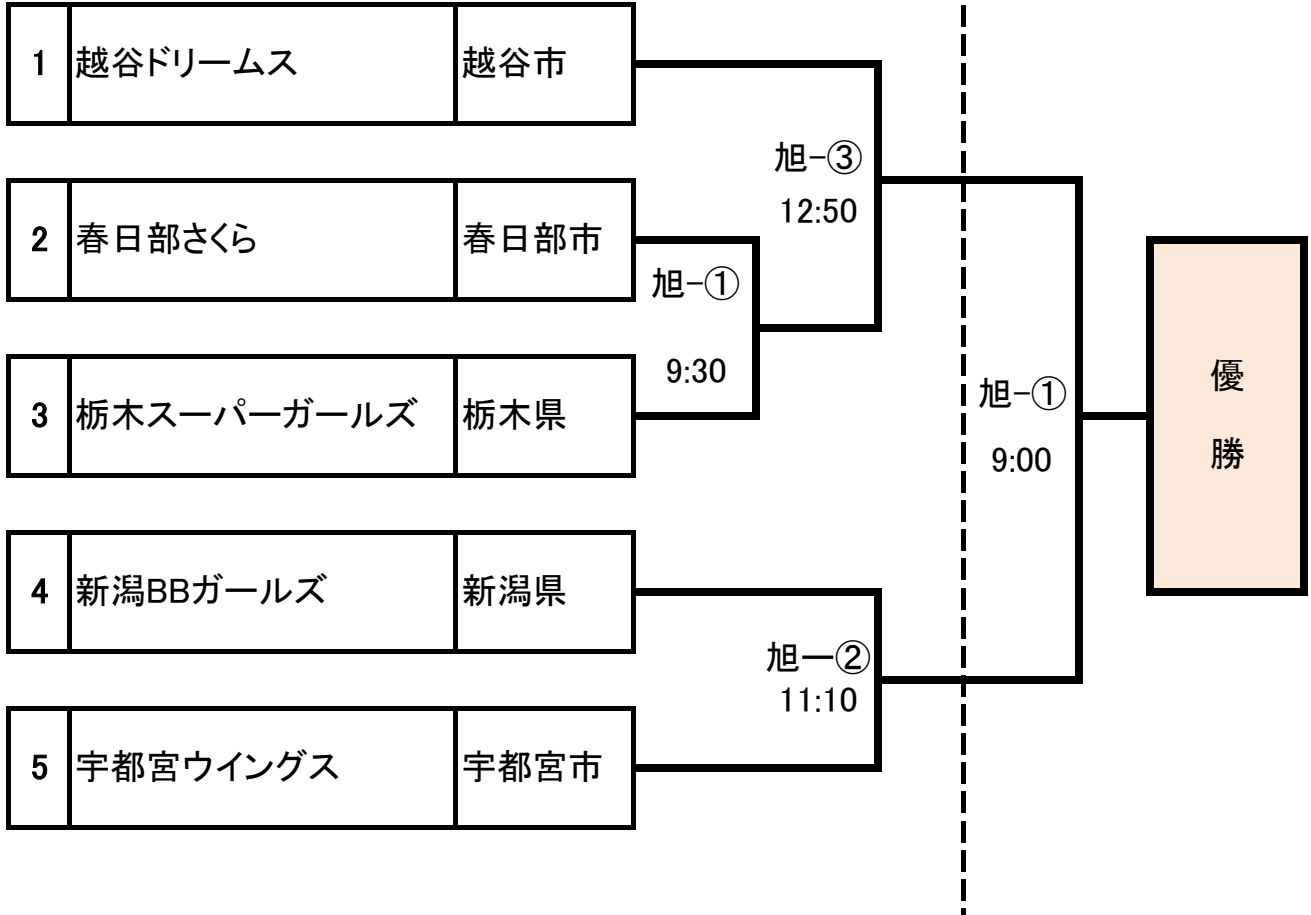 1 越谷ドリームス 越谷市
旭-③
12:50
2 春日部さくら 春日部市
旭-①
9:30
3 栃木スーパーガールズ 栃木県
旭-①
9:00
優
勝
4 新潟BBガールズ 新潟県
旭ー②
11:10
5 宇都宮ウイングス 宇都宮市